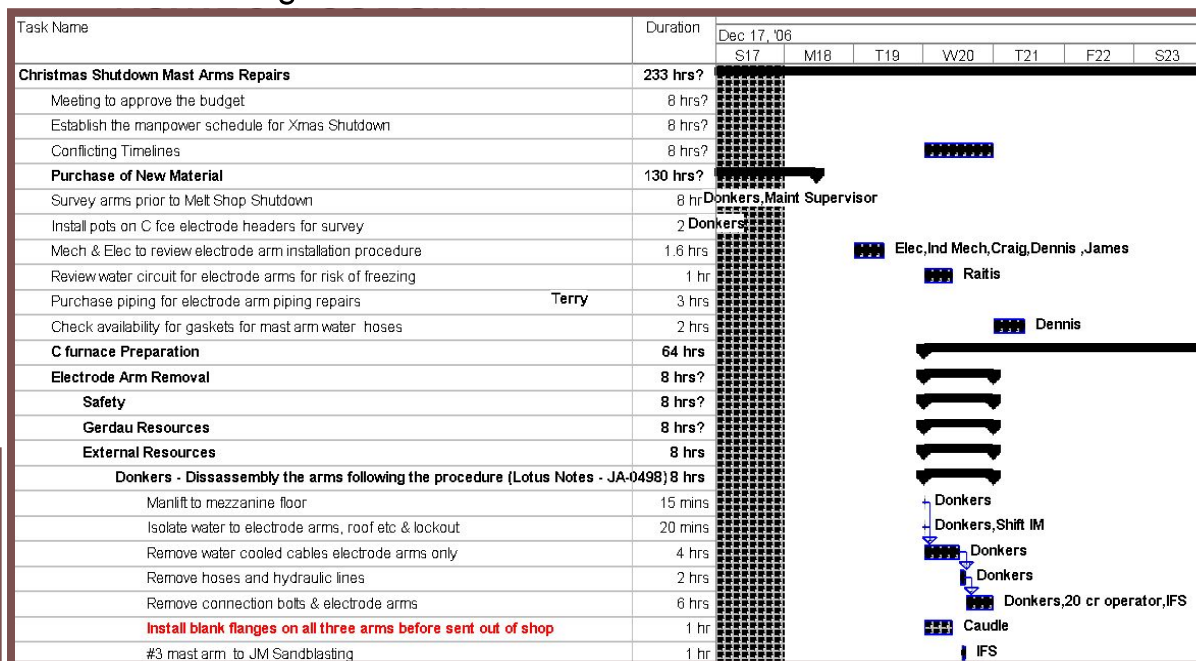 Task Name Duration Dec 17, '06
S17 M18 T19 W20 T21 F22 S23
Christmas Shutdown Mast Arms Repairs 233 hrs?
Meeting to approve the budget 8 hrs?
Establish the manpower schedule for Xmas Shutdown 8 hrs?
Conflicting Timelines 8 hrs?
Purchase of New Material 130 hrs?
Survey arms prior to Melt Shop Shutdown 8 hr Donkers,Maint Supervisor
Install pots on C fce electrode headers for survey 2 Donkers
Mech & Elec to review electrode arm installation procedure 1.6 hrs Elec,Ind Mech,Craig,Dennis ,James
Review water circuit for electrode arms for risk of freezing 1 hr Raitis
Purchase piping for electrode arm piping repairs Terry 3 hrs
Check availability for gaskets for mast arm water hoses 2 hrs Dennis
C furnace Preparation 64 hrs
Electrode Arm Removal 8 hrs?
Safety 8 hrs?
Gerdau Resources 8 hrs?
External Resources 8 hrs
Donkers - Dissassembly the arms following the procedure (Lotus Notes - JA-0498) 8 hrs
Manlift to mezzanine floor 15 mins Donkers
Isolate water to electrode arms, roof etc & lockout 20 mins Donkers,Shift IM
Remove water cooled cables electrode arms only 4 hrs Donkers
Remove hoses and hydraulic lines 2 hrs Donkers
Remove connection bolts & electrode arms 6 hrs Donkers,20 cr operator,IFS
Install blank flanges on all three arms before sent out of shop 1 hr Caudle
#3 mast arm to JM Sandblasting 1 hr IFS